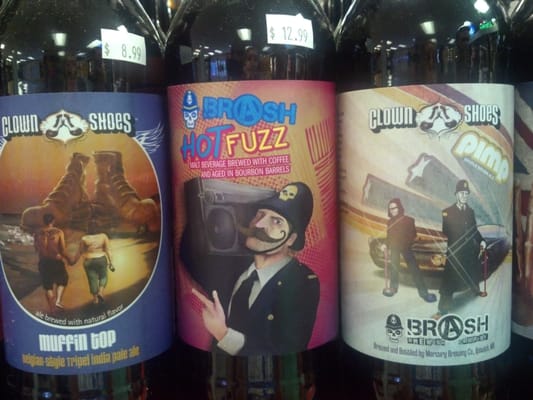 $ 8.99
CLOWN SHOES
ale brewed with natural flavor
muffin top
Belgian-style Tripel india pale ale
$ 12.99
BRASH
HOT FUZZ
MALT BEVERAGE BREWED WITH COFFEE
AND AGED IN BOURBON BARRELS
CLOWN SHOES
Pimp
BRASH
Brewed and Bottled by Mercury Brewing Co, Ipswich, MA